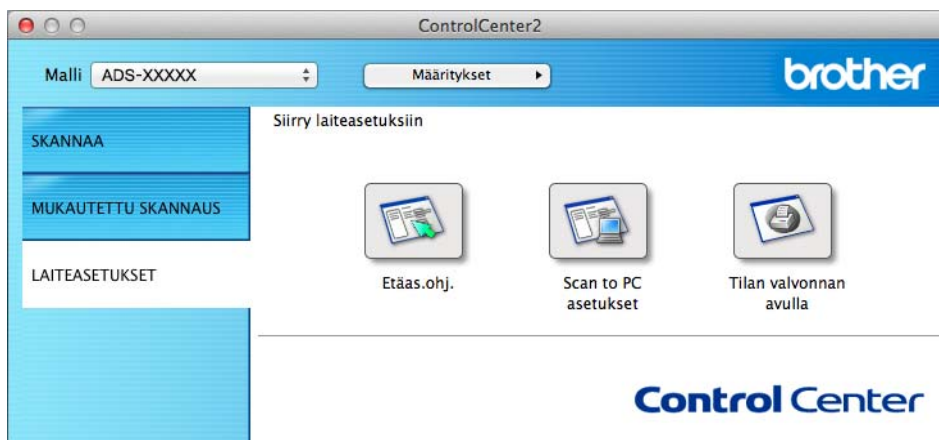 ControlCenter2
Malli ADS-XXXXX Määritykset brother
SKANNAA
MUKAUTETTU SKANNAUS
LAITEASETUKSET
Siirry laiteasetuksiin
Etäas.ohj.
Scan to PC
asetukset
Tilan valvonnan
avulla
Control Center